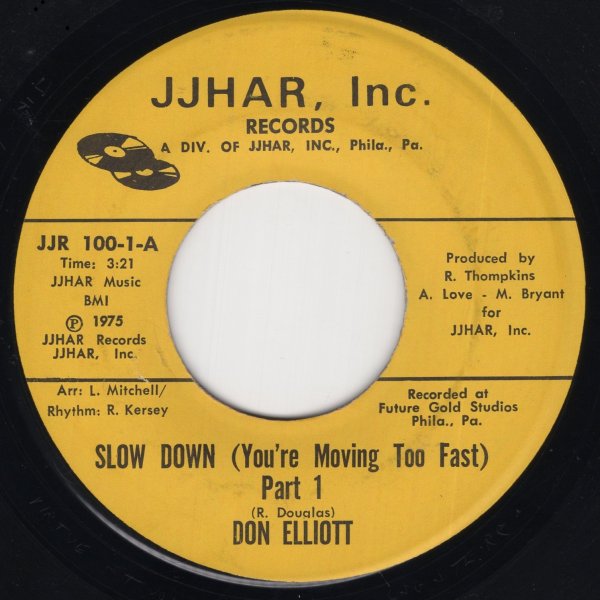 JJHAR, Inc.
RECORDS
A DIV. OF JJHAR, INC., Phila., Pa.
JJR 100-1-A
Time: 3:21
JJHAR Music
BMI
Ⓟ 1975
JJHAR Records
JJHAR, Inc.
Produced by
R. Thompkins
A. Love - M. Bryant
for
JJHAR, Inc.
Arr: L. Mitchell/
Rhythm: R. Kersey
Recorded at
Future Gold Studios
Phila., Pa.
SLOW DOWN (You're Moving Too Fast)
Part 1
(R. Douglas)
DON ELLIOTT